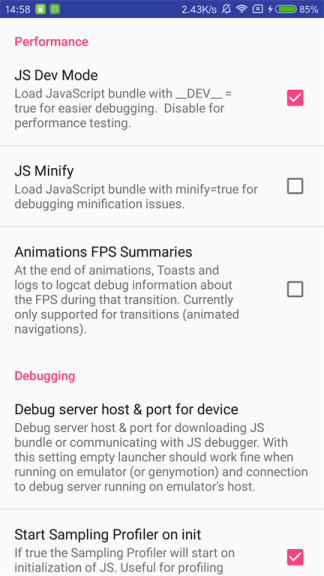 14:58 2.43K/s 85%
Performance
JS Dev Mode
Load JavaScript bundle with __DEV__ =
true for easier debugging.  Disable for
performance testing.
JS Minify
Load JavaScript bundle with minify=true for
debugging minification issues.
Animations FPS Summaries
At the end of animations, Toasts and
logs to logcat debug information about
the FPS during that transition. Currently
only supported for transitions (animated
navigations).
Debugging
Debug server host & port for device
Debug server host & port for downloading JS
bundle or communicating with JS debugger. With
this setting empty launcher should work fine when
running on emulator (or genymotion) and connection
to debug server running on emulator's host.
Start Sampling Profiler on init
If true the Sampling Profiler will start on
initialization of JS. Useful for profiling